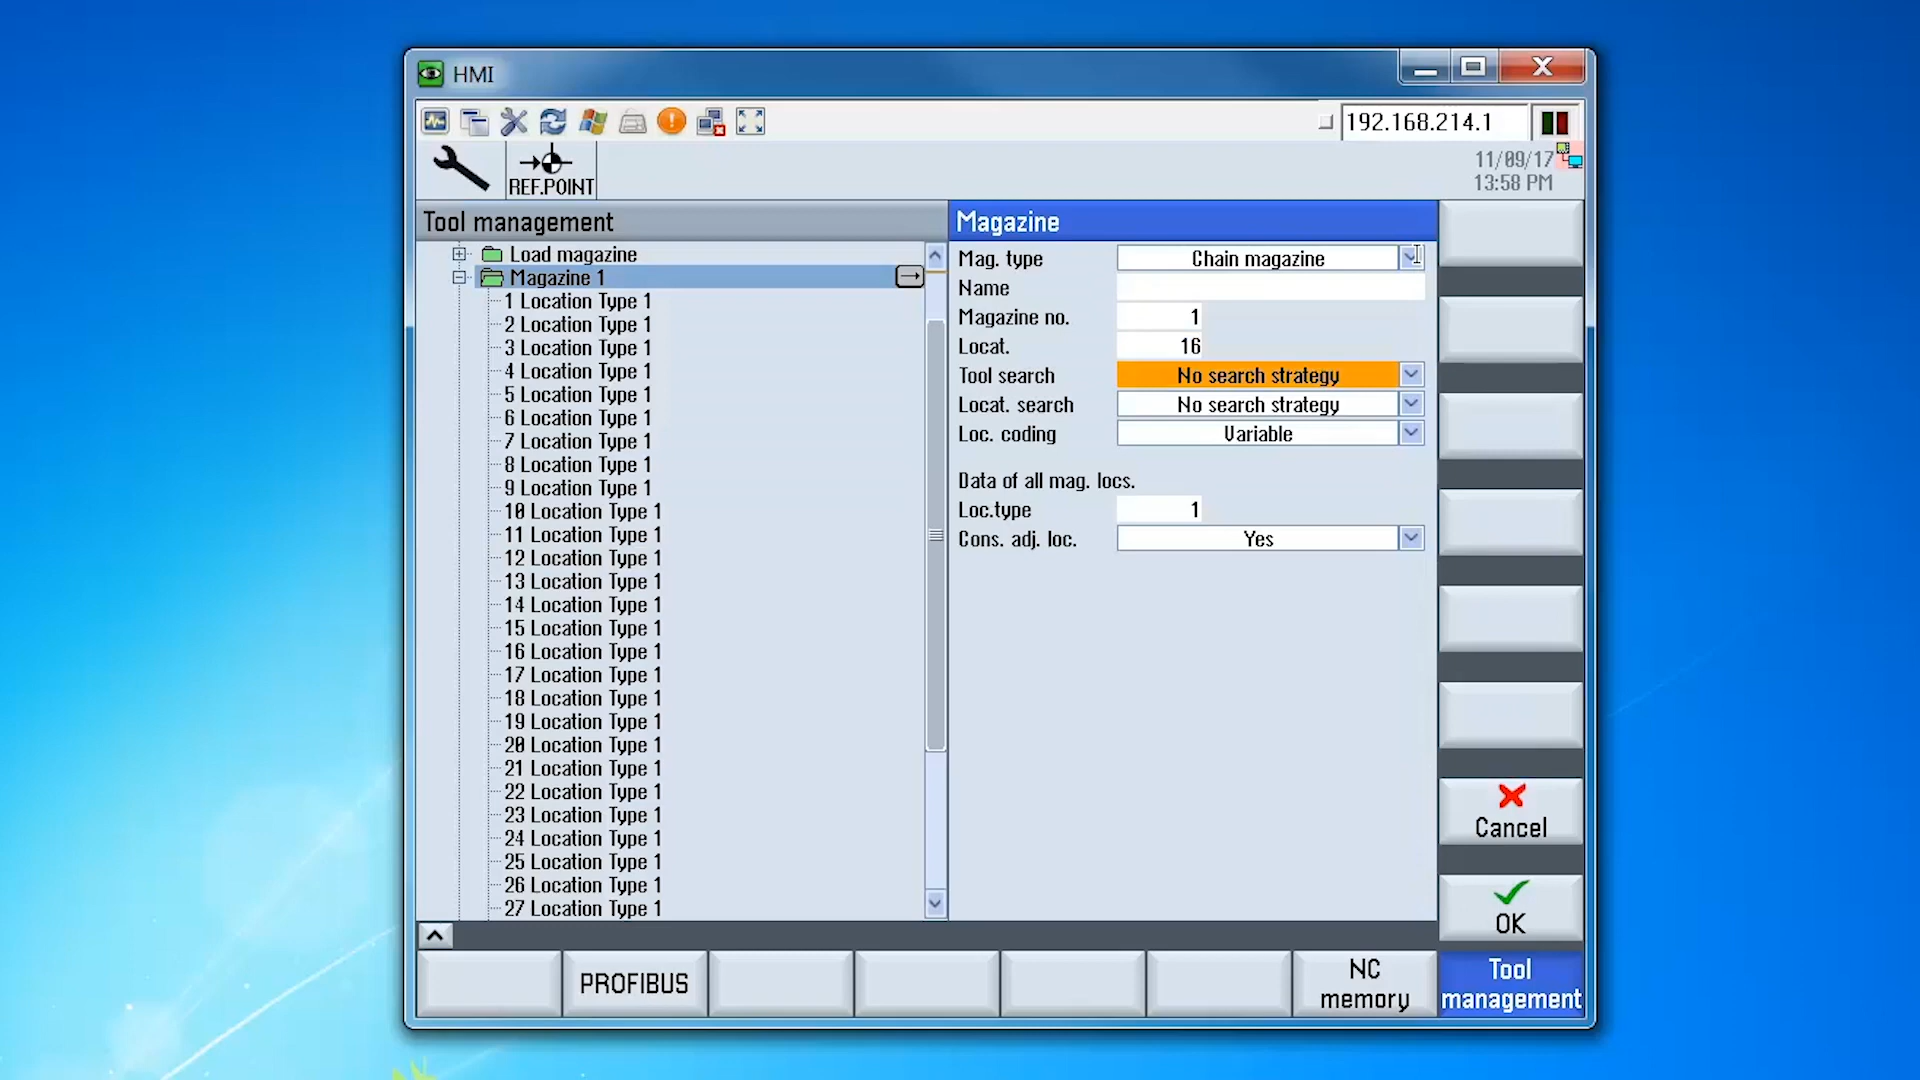 HMI
192.168.214.1
REF.POINT
11/09/17
13:58 PM
Tool management
Magazine
Load magazine
Magazine 1
1 Location Type 1
2 Location Type 1
3 Location Type 1
4 Location Type 1
5 Location Type 1
6 Location Type 1
7 Location Type 1
8 Location Type 1
9 Location Type 1
10 Location Type 1
11 Location Type 1
12 Location Type 1
13 Location Type 1
14 Location Type 1
15 Location Type 1
16 Location Type 1
17 Location Type 1
18 Location Type 1
19 Location Type 1
20 Location Type 1
21 Location Type 1
22 Location Type 1
23 Location Type 1
24 Location Type 1
25 Location Type 1
26 Location Type 1
27 Location Type 1
Mag. type Chain magazine
Name
Magazine no. 1
Locat. 16
Tool search No search strategy
Locat. search No search strategy
Loc. coding Variable
Data of all mag. locs.
Loc.type 1
Cons. adj. loc. Yes
Cancel
OK
PROFIBUS
NC
memory
Tool
management